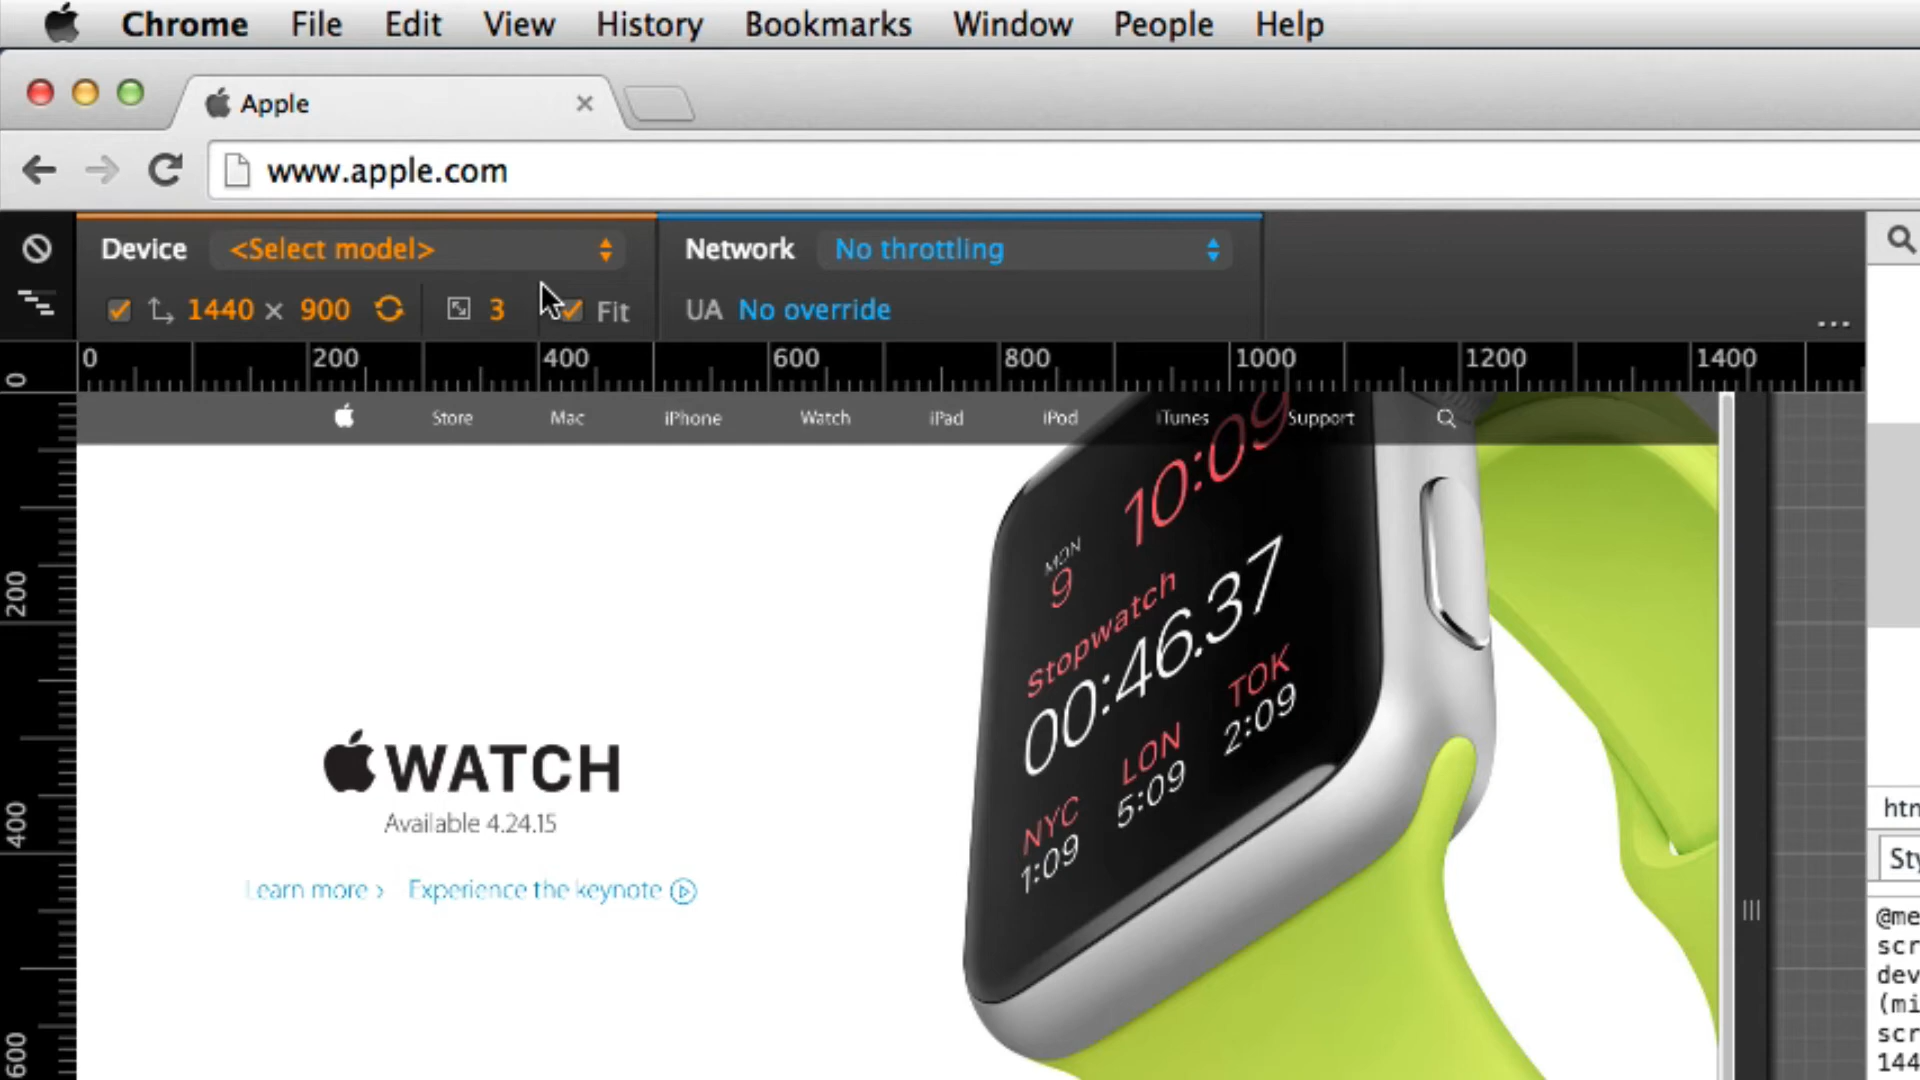 Chrome File Edit View History Bookmarks Window People Help
Apple
www.apple.com
Device <Select model> Network No throttling
1440 × 900 3 Fit UA No override
...
0 200 400 600 800 1000 1200 1400
0
200
400
600
Store Mac iPhone Watch iPad iPod iTunes Support
10:09
MON
9
Stopwatch
00:46.37
TOK
2:09
LON
5:09
NYC
1:09
WATCH
Available 4.24.15
Learn more › Experience the keynote
@me
scr
dev
(mi
scr
144